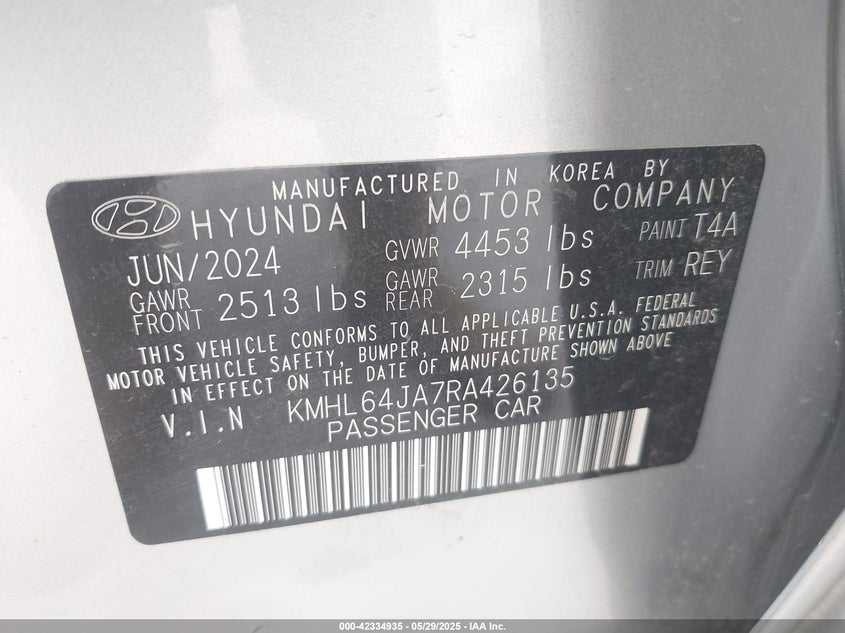 MANUFACTURED IN KOREA BY
HYUNDAI MOTOR COMPANY
JUN/2024 GVWR 4453 lbs PAINT T4A
GAWR FRONT 2513 lbs GAWR REAR 2315 lbs TRIM REY
THIS VEHICLE CONFORMS TO ALL APPLICABLE U.S.A. FEDERAL
MOTOR VEHICLE SAFETY, BUMPER, AND THEFT PREVENTION STANDARDS
IN EFFECT ON THE DATE OF MANUFACTURE SHOWN ABOVE
V.I.N KMHL64JA7RA426135
PASSENGER CAR
000-42334935 - 05/29/2025 - IAA Inc.